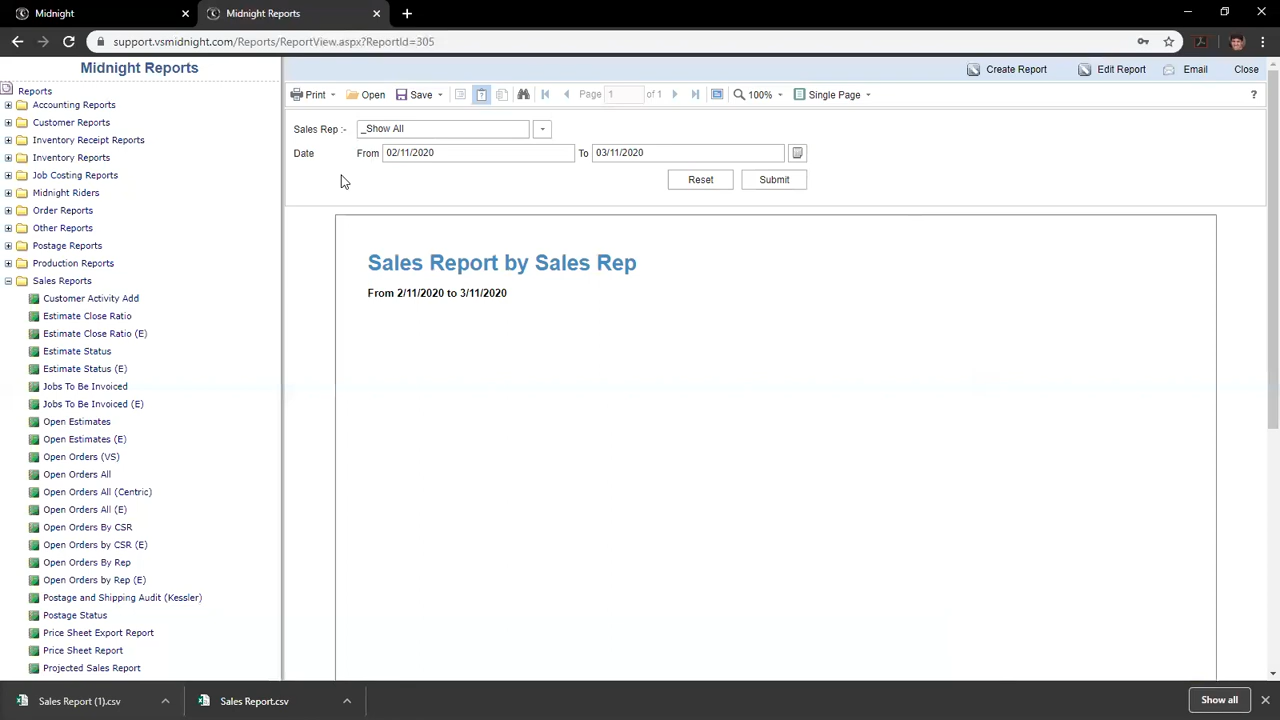 Midnight
Midnight Reports
support.vsmidnight.com/Reports/ReportView.aspx?ReportId=305
Midnight Reports
Create Report
Edit Report
Email
Close
Reports
Accounting Reports
Customer Reports
Inventory Receipt Reports
Inventory Reports
Job Costing Reports
Midnight Riders
Order Reports
Other Reports
Postage Reports
Production Reports
Sales Reports
Customer Activity Add
Estimate Close Ratio
Estimate Close Ratio (E)
Estimate Status
Estimate Status (E)
Jobs To Be Invoiced
Jobs To Be Invoiced (E)
Open Estimates
Open Estimates (E)
Open Orders (VS)
Open Orders All
Open Orders All (Centric)
Open Orders All (E)
Open Orders By CSR
Open Orders by CSR (E)
Open Orders By Rep
Open Orders by Rep (E)
Postage and Shipping Audit (Kessler)
Postage Status
Price Sheet Export Report
Price Sheet Report
Projected Sales Report
Print Open Save Page 1 of 1 100% Single Page ?
Sales Rep :- _Show All
Date From 02/11/2020 To 03/11/2020
Reset Submit
Sales Report by Sales Rep
From 2/11/2020 to 3/11/2020
Sales Report (1).csv
Sales Report.csv
Show all